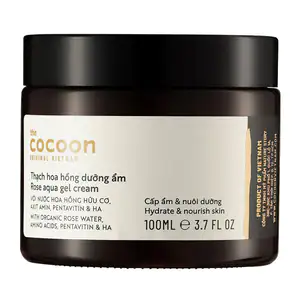 the
cocoon
ORIGINAL VIETNAM
Thạch hoa hồng dưỡng ẩm
Rose aqua gel cream
VỚI NƯỚC HOA HỒNG HỮU CƠ,
AXIT AMIN, PENTAVITIN & HA
WITH ORGANIC ROSE WATER,
AMINO ACIDS, PENTAVITIN & HA
Cấp ẩm & nuôi dưỡng
Hydrate & nourish skin
100ML Ξ 3.7 FL OZ
PRODUCT OF VIETNAM